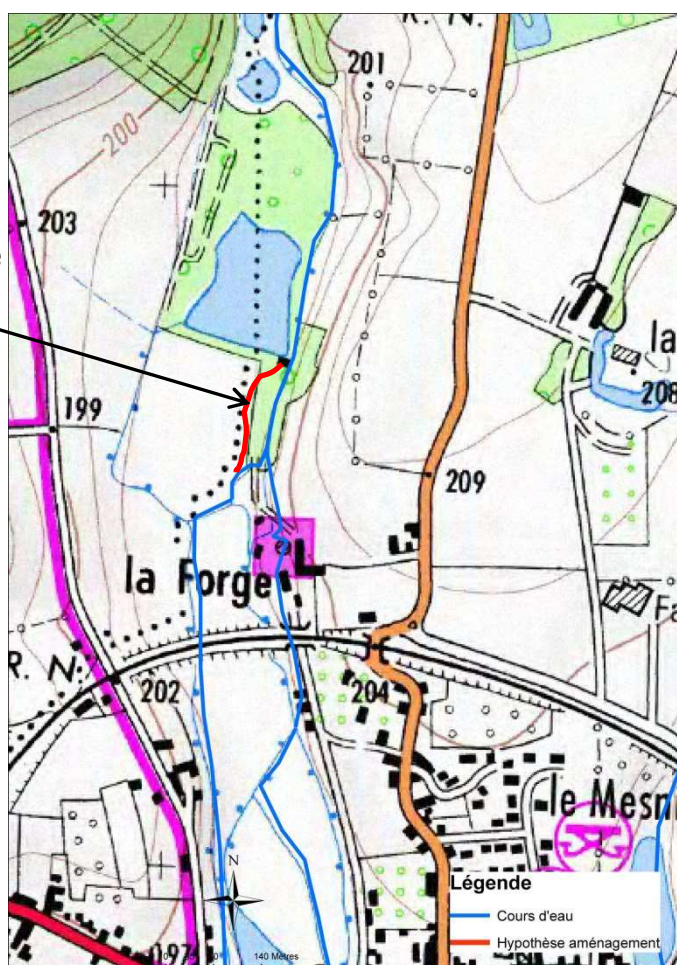 R. N.
201
200
203
la
208
199
209
la Forge
Fa
R. N.
202
204
le Mesni
R
N
Légende
Cours d'eau
Hypothèse aménagement
197
140 Mètres